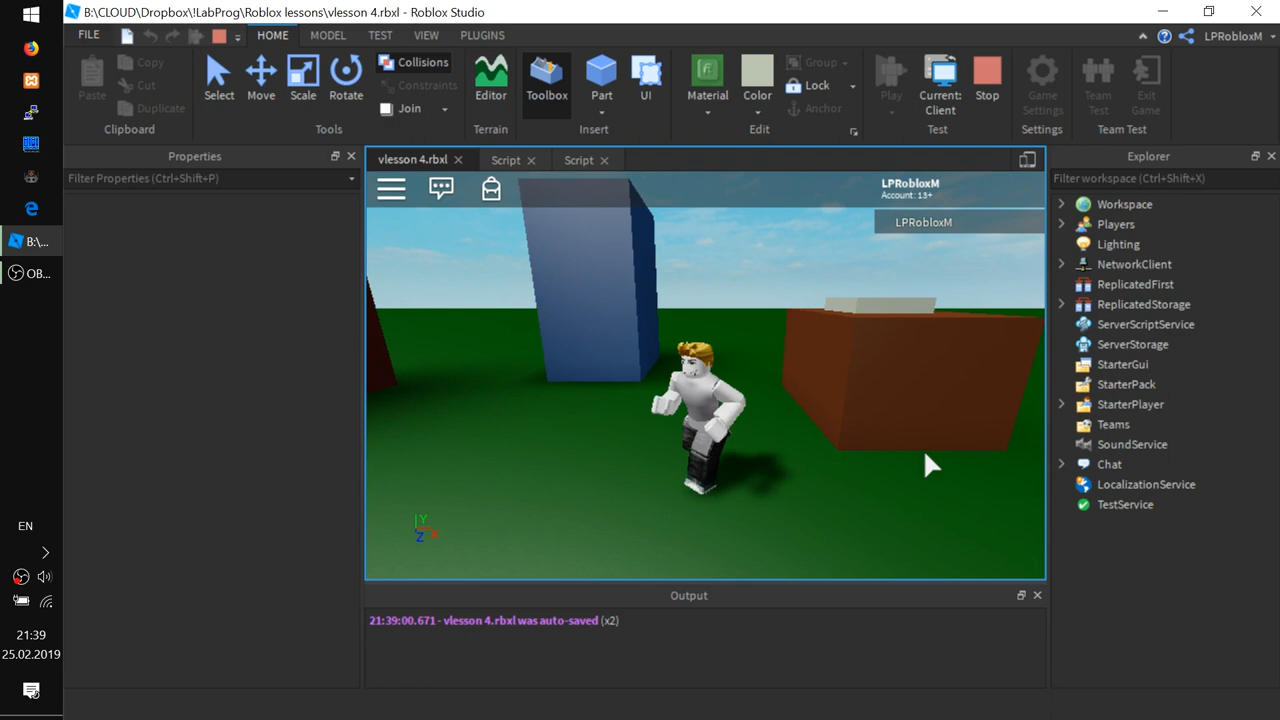 B:\CLOUD\Dropbox\!LabProg\Roblox lessons\vlesson 4.rbxl - Roblox Studio
FILE HOME MODEL TEST VIEW PLUGINS LPRobloxM
Paste Copy Cut Duplicate
Clipboard
Select Move Scale Rotate Collisions Constraints Join
Tools
Editor
Terrain
Toolbox Part UI
Insert
Material Color Group Lock Anchor
Edit
Play Current: Client Stop
Test
Game Settings
Settings
Team Test Exit Game
Team Test
Properties
Filter Properties (Ctrl+Shift+P)
vlesson 4.rbxl Script Script
LPRobloxM
Account: 13+
LPRobloxM
Y
X
Z
Output
21:39:00.671 - vlesson 4.rbxl was auto-saved (x2)
Explorer
Filter workspace (Ctrl+Shift+X)
Workspace
Players
Lighting
NetworkClient
ReplicatedFirst
ReplicatedStorage
ServerScriptService
ServerStorage
StarterGui
StarterPack
StarterPlayer
Teams
SoundService
Chat
LocalizationService
TestService
B:\...
OB...
EN
21:39
25.02.2019